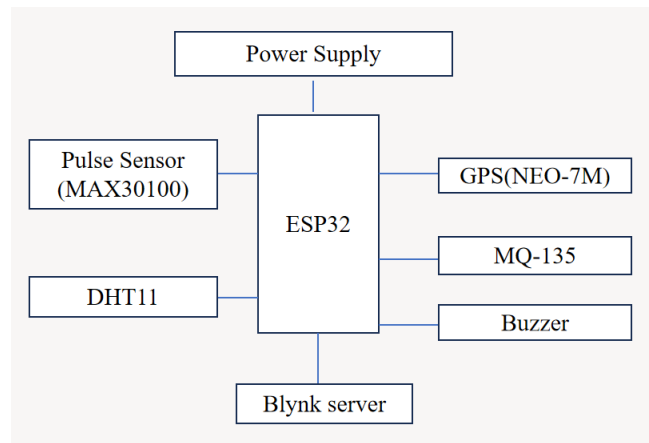 Power Supply
Pulse Sensor
(MAX30100)
GPS(NEO-7M)
ESP32
MQ-135
DHT11
Buzzer
Blynk server